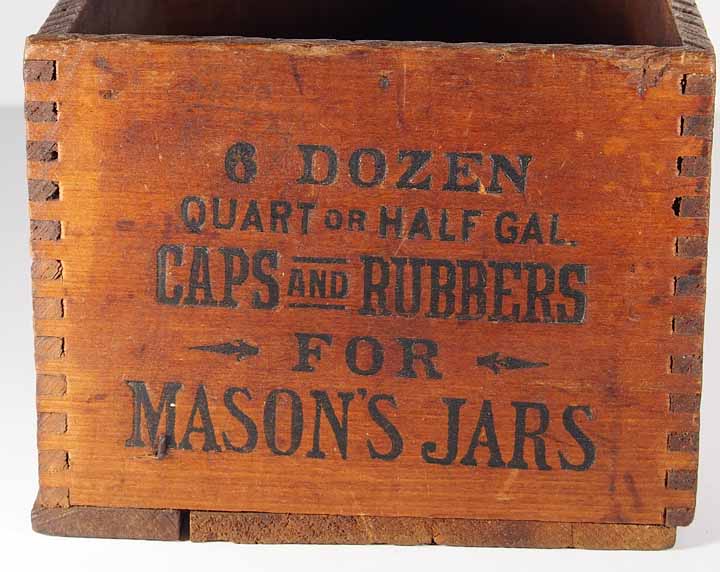 6 DOZEN
QUART OR HALF GAL.
CAPS AND RUBBERS
FOR
MASON'S JARS